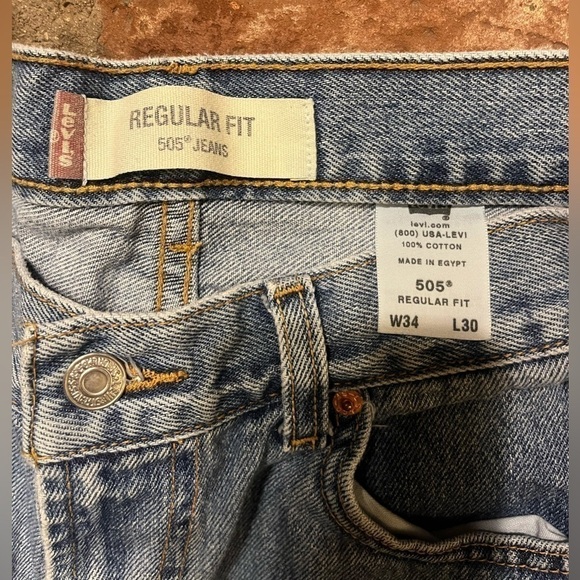 Levi's
REGULAR FIT
505® JEANS
levi.com
(800) USA-LEVI
100% COTTON
MADE IN EGYPT
505®
REGULAR FIT
W34 L30